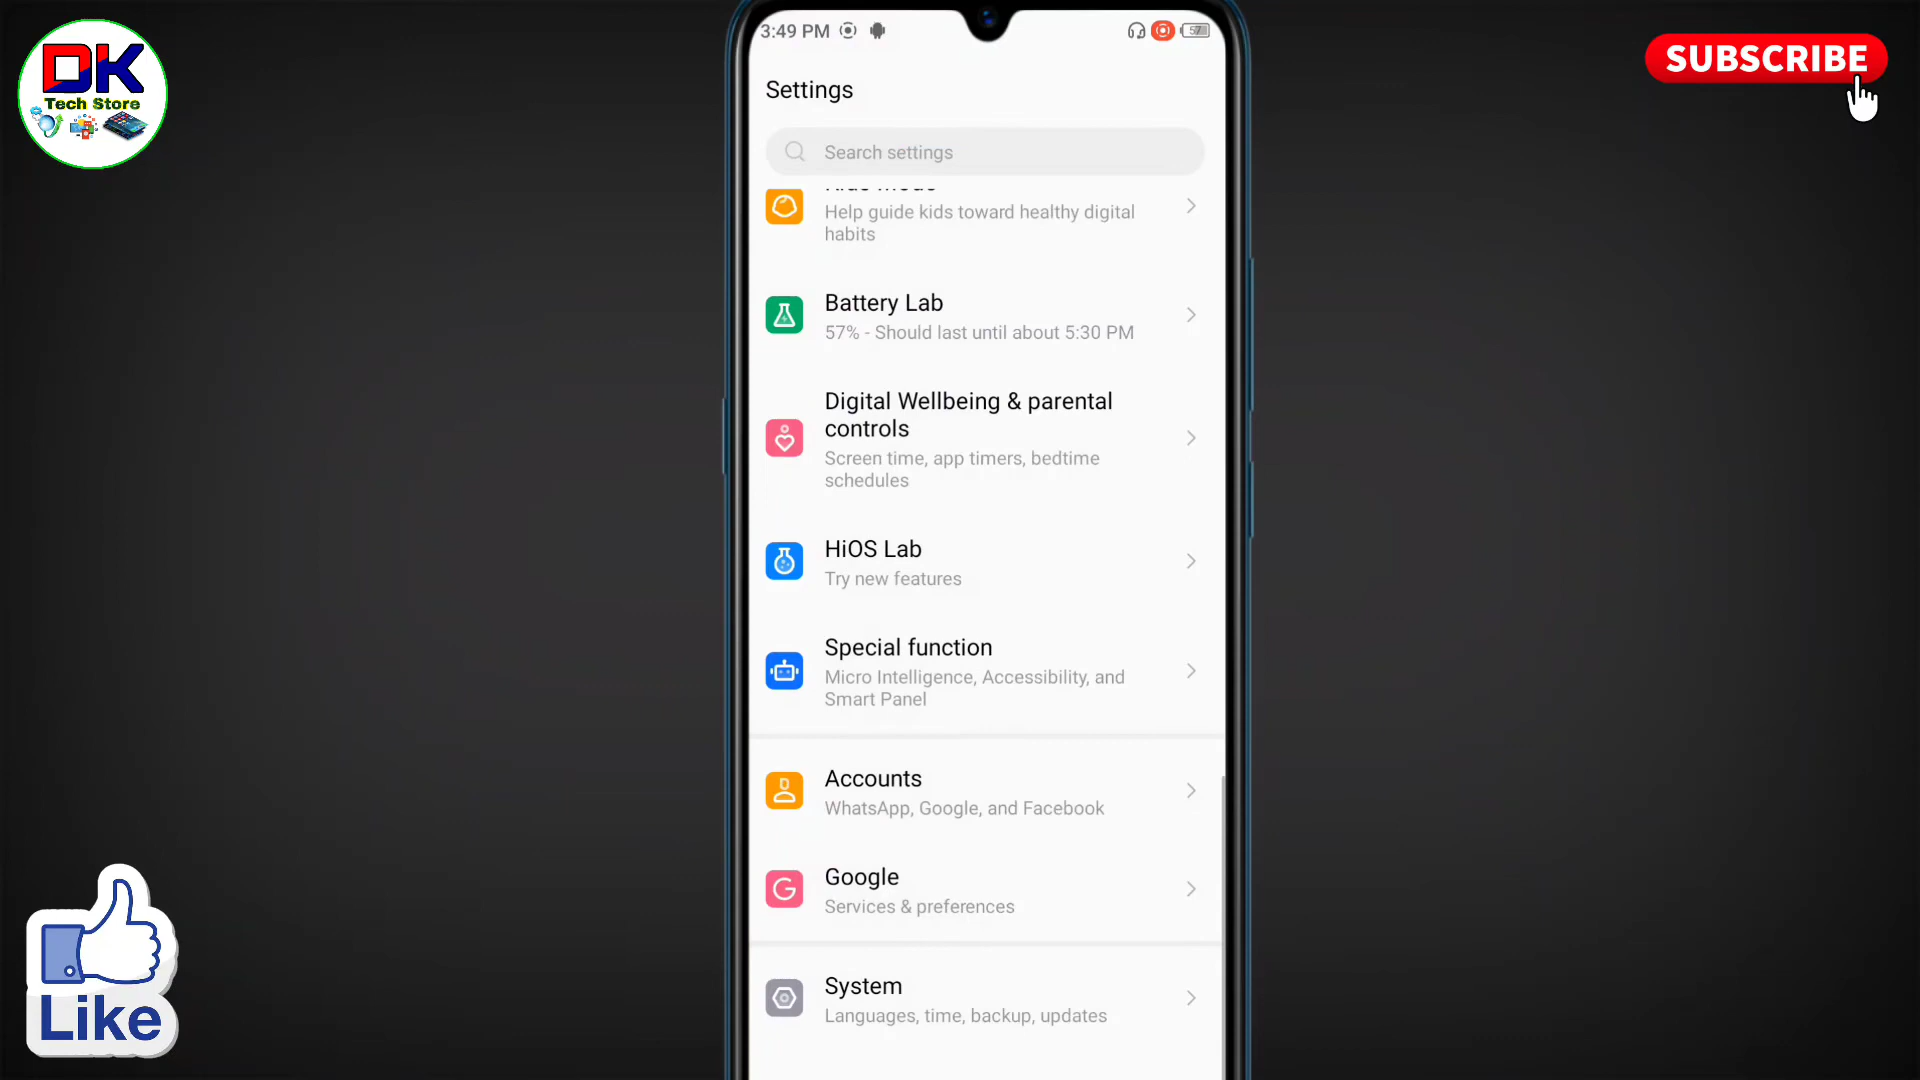 DK
Tech Store
SUBSCRIBE
3:49 PM
57
Settings
Search settings
Help guide kids toward healthy digital
habits
Battery Lab
57% - Should last until about 5:30 PM
Digital Wellbeing & parental
controls
Screen time, app timers, bedtime
schedules
HiOS Lab
Try new features
Special function
Micro Intelligence, Accessibility, and
Smart Panel
Accounts
WhatsApp, Google, and Facebook
Google
Services & preferences
System
Languages, time, backup, updates
Like